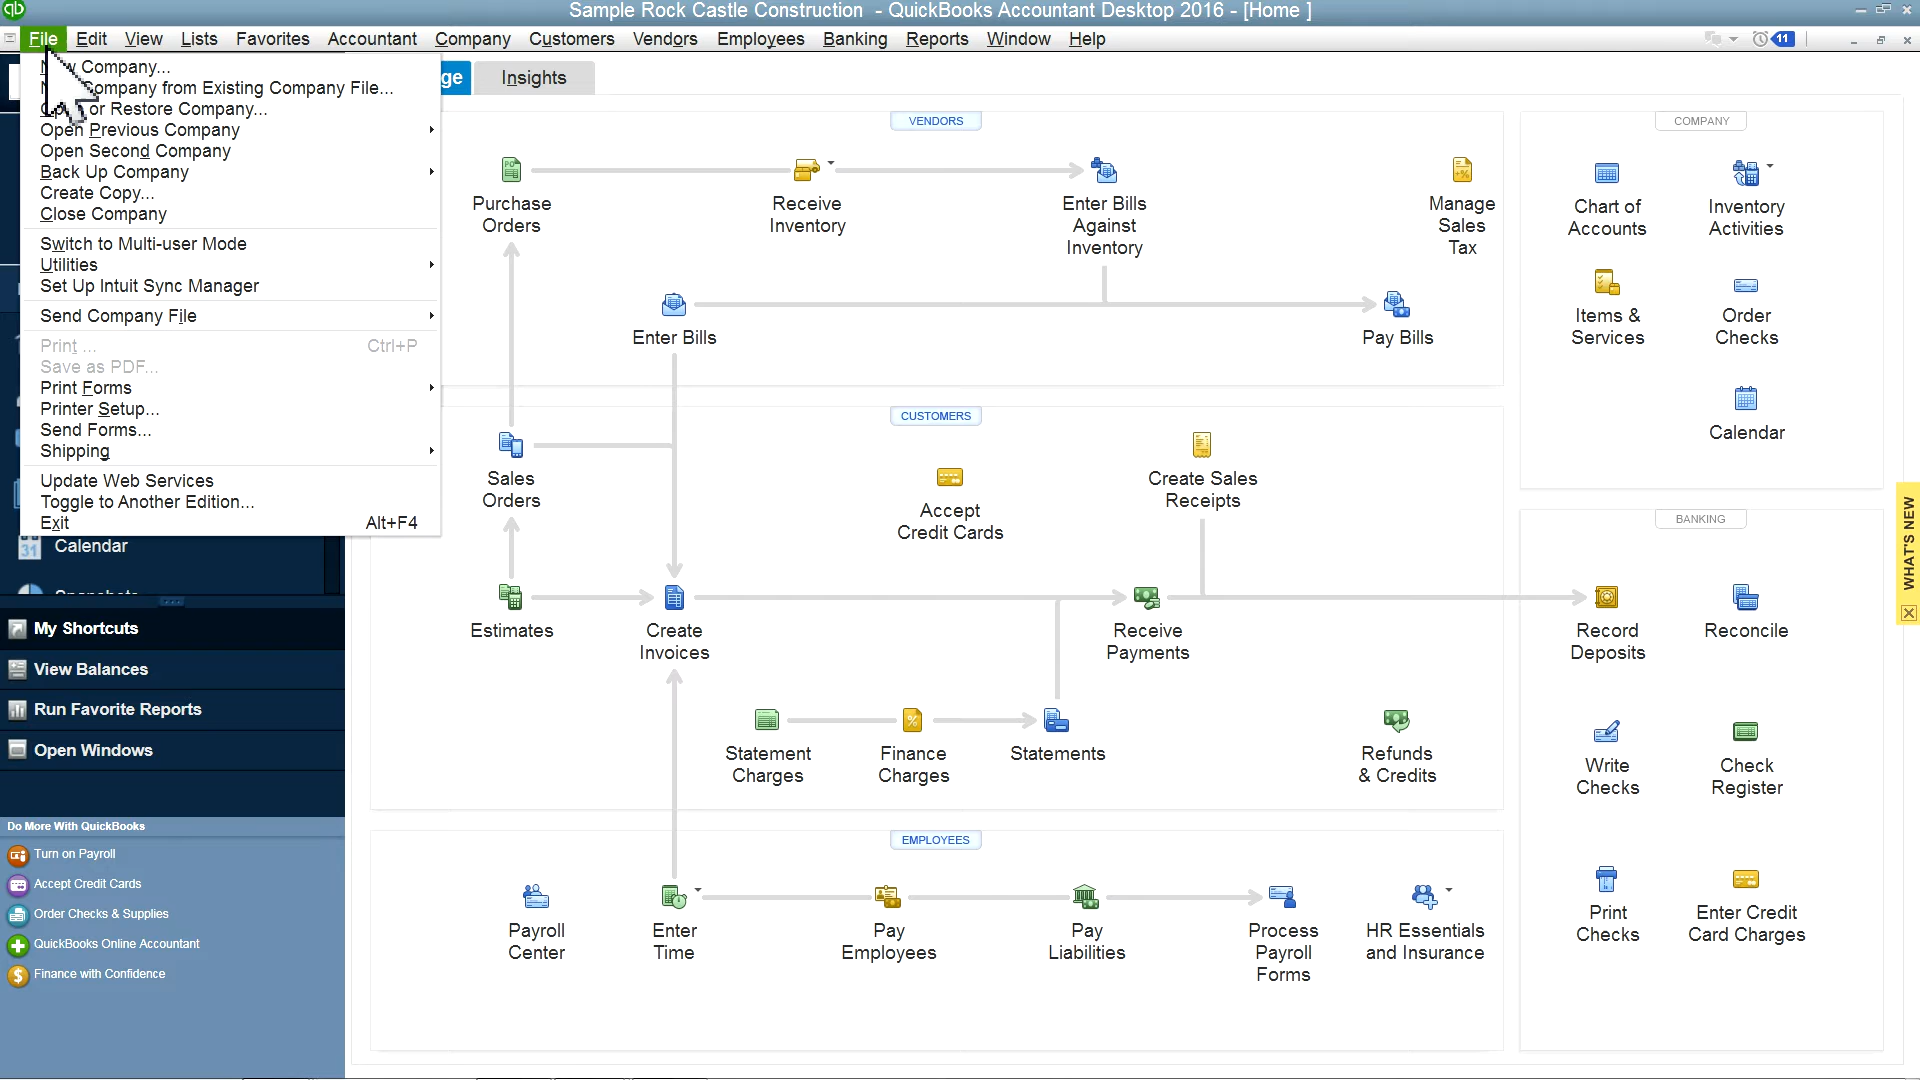 Sample Rock Castle Construction - QuickBooks Accountant Desktop 2016 - [Home ]
File Edit View Lists Favorites Accountant Company Customers Vendors Employees Banking Reports Window Help
11
Company...
Company from Existing Company File...
or Restore Company...
Open Previous Company
Open Second Company
Back Up Company
Create Copy...
Close Company
Switch to Multi-user Mode
Utilities
Set Up Intuit Sync Manager
Send Company File
Print ... Ctrl+P
Save as PDF...
Print Forms
Printer Setup...
Send Forms...
Shipping
Update Web Services
Toggle to Another Edition...
Exit Alt+F4
31 Calendar
My Shortcuts
View Balances
Run Favorite Reports
Open Windows
Do More With QuickBooks
Turn on Payroll
Accept Credit Cards
Order Checks & Supplies
QuickBooks Online Accountant
Finance with Confidence
ge
Insights
VENDORS
Purchase
Orders
Receive
Inventory
Enter Bills
Against
Inventory
Manage
Sales
Tax
Enter Bills
Pay Bills
CUSTOMERS
Sales
Orders
Accept
Credit Cards
Create Sales
Receipts
Estimates
Create
Invoices
Receive
Payments
Statement
Charges
Finance
Charges
Statements
Refunds
& Credits
EMPLOYEES
Payroll
Center
Enter
Time
Pay
Employees
Pay
Liabilities
Process
Payroll
Forms
HR Essentials
and Insurance
COMPANY
Chart of
Accounts
Inventory
Activities
Items &
Services
Order
Checks
Calendar
BANKING
Record
Deposits
Reconcile
Write
Checks
Check
Register
Print
Checks
Enter Credit
Card Charges
WHAT'S NEW